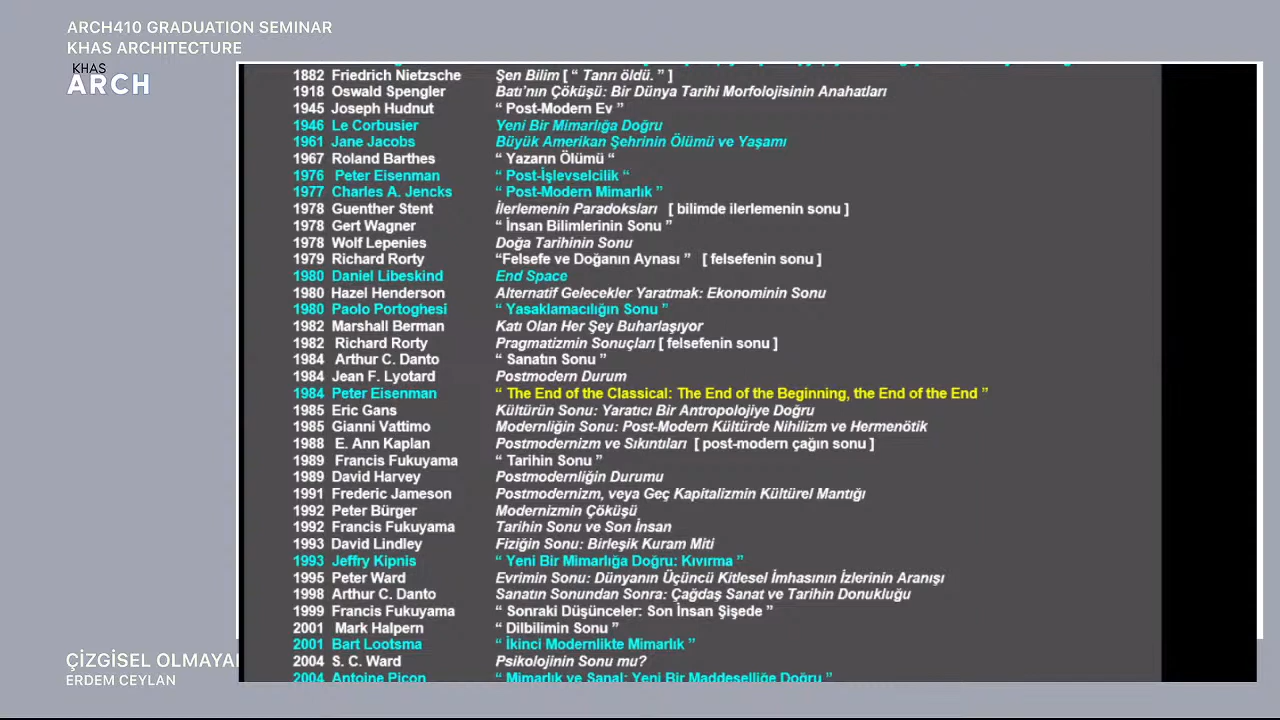 ARCH410 GRADUATION SEMINAR
KHAS ARCHITECTURE
KHAS
ARCH
1882 Friedrich Nietzsche Şen Bilim [ “ Tanrı öldü. ” ]
1918 Oswald Spengler Batı’nın Çöküşü: Bir Dünya Tarihi Morfolojisinin Anahatları
1945 Joseph Hudnut “ Post-Modern Ev ”
1946 Le Corbusier Yeni Bir Mimarlığa Doğru
1961 Jane Jacobs Büyük Amerikan Şehrinin Ölümü ve Yaşamı
1967 Roland Barthes “ Yazarın Ölümü “
1976 Peter Eisenman “ Post-İşlevselcilik “
1977 Charles A. Jencks “ Post-Modern Mimarlık ”
1978 Guenther Stent İlerlemenin Paradoksları [ bilimde ilerlemenin sonu ]
1978 Gert Wagner “ İnsan Bilimlerinin Sonu ”
1978 Wolf Lepenies Doğa Tarihinin Sonu
1979 Richard Rorty “Felsefe ve Doğanın Aynası ” [ felsefenin sonu ]
1980 Daniel Libeskind End Space
1980 Hazel Henderson Alternatif Gelecekler Yaratmak: Ekonominin Sonu
1980 Paolo Portoghesi “ Yasaklamacılığın Sonu ”
1982 Marshall Berman Katı Olan Her Şey Buharlaşıyor
1982 Richard Rorty Pragmatizmin Sonuçları [ felsefenin sonu ]
1984 Arthur C. Danto “ Sanatın Sonu ”
1984 Jean F. Lyotard Postmodern Durum
1984 Peter Eisenman “ The End of the Classical: The End of the Beginning, the End of the End ”
1985 Eric Gans Kültürün Sonu: Yaratıcı Bir Antropolojiye Doğru
1985 Gianni Vattimo Modernliğin Sonu: Post-Modern Kültürde Nihilizm ve Hermenötik
1988 E. Ann Kaplan Postmodernizm ve Sıkıntıları [ post-modern çağın sonu ]
1989 Francis Fukuyama “ Tarihin Sonu ”
1989 David Harvey Postmodernliğin Durumu
1991 Frederic Jameson Postmodernizm, veya Geç Kapitalizmin Kültürel Mantığı
1992 Peter Bürger Modernizmin Çöküşü
1992 Francis Fukuyama Tarihin Sonu ve Son İnsan
1993 David Lindley Fiziğin Sonu: Birleşik Kuram Miti
1993 Jeffry Kipnis “ Yeni Bir Mimarlığa Doğru: Kıvırma ”
1995 Peter Ward Evrimin Sonu: Dünyanın Üçüncü Kitlesel İmhasının İzlerinin Aranışı
1998 Arthur C. Danto Sanatın Sonundan Sonra: Çağdaş Sanat ve Tarihin Donukluğu
1999 Francis Fukuyama “ Sonraki Düşünceler: Son İnsan Şişede ”
2001 Mark Halpern “ Dilbilimin Sonu ”
2001 Bart Lootsma “ İkinci Modernlikte Mimarlık ”
2004 S. C. Ward Psikolojinin Sonu mu?
2004 Antoine Picon “ Mimarlık ve Sanal: Yeni Bir Maddeselliğe Doğru ”
ÇİZGİSEL OLMAYA
ERDEM CEYLAN